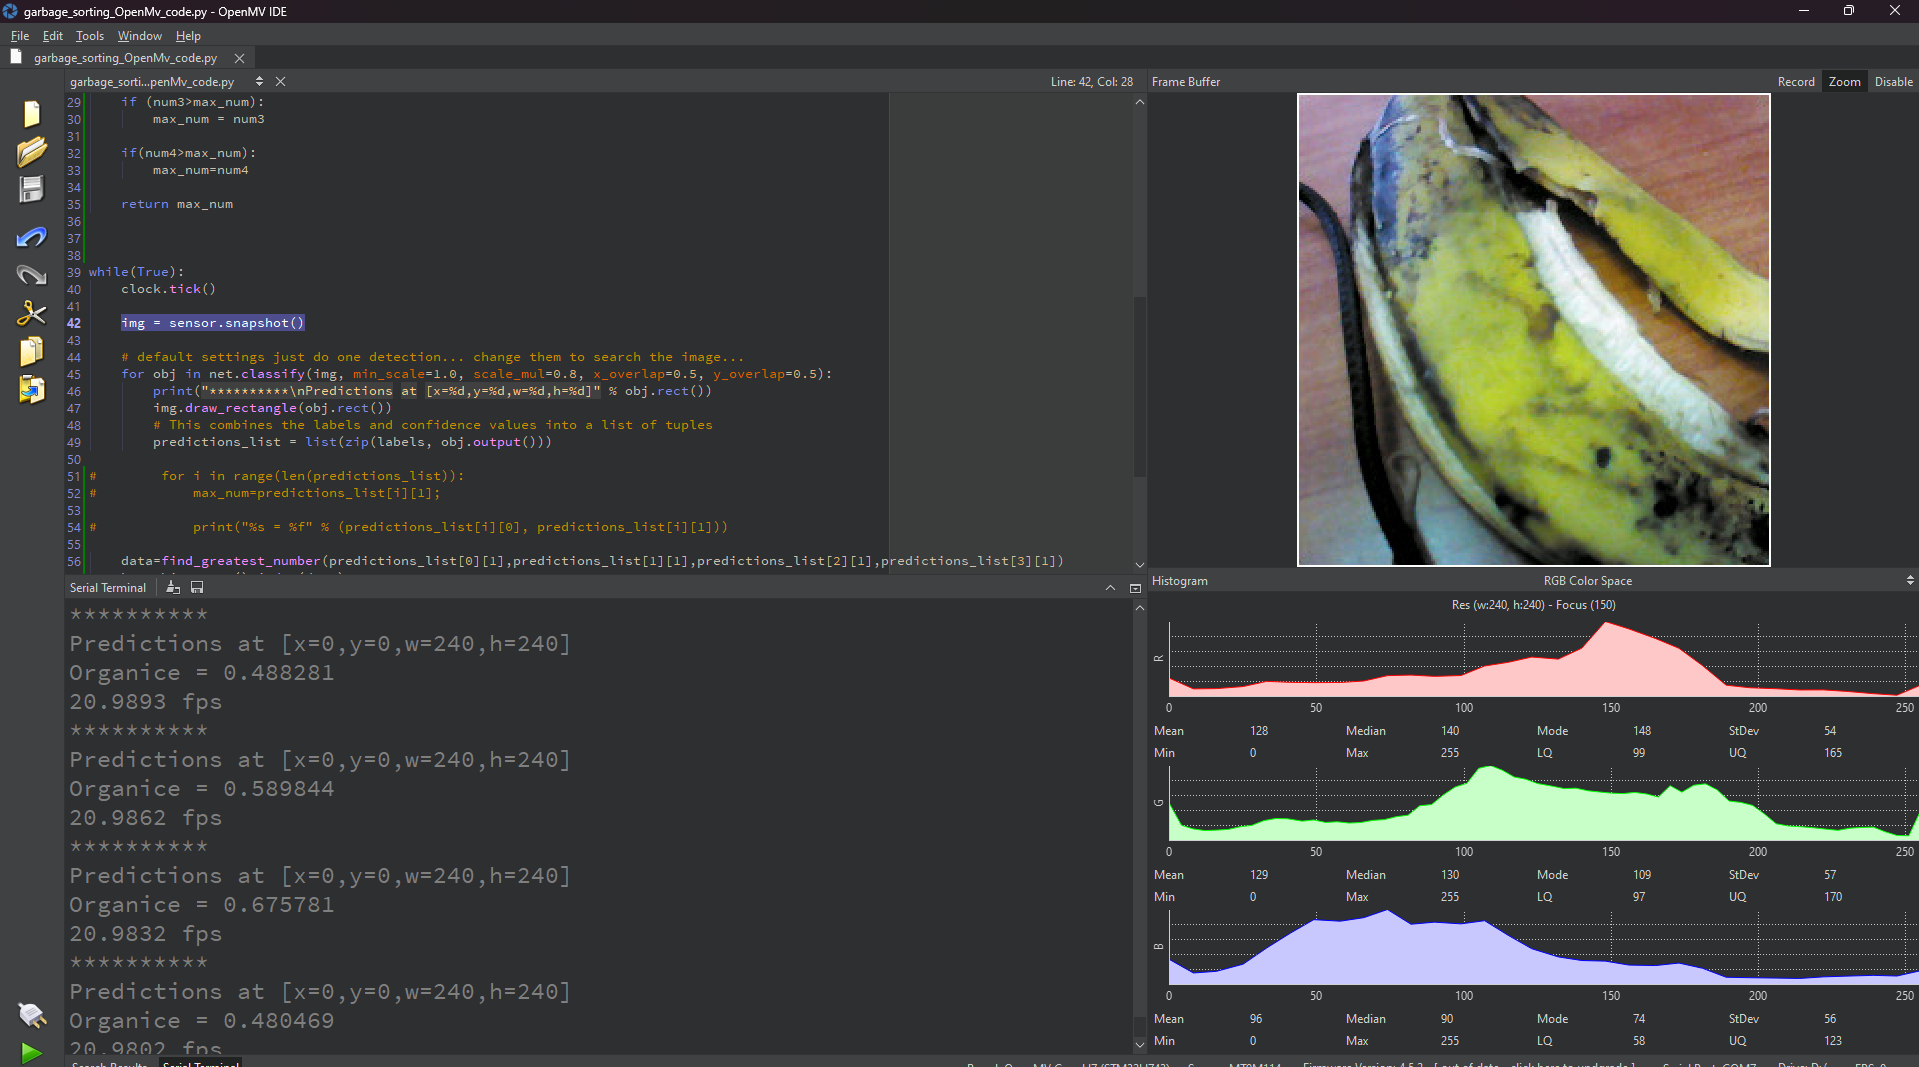 garbage_sorting_OpenMv_code.py - OpenMV IDE
File Edit Tools Window Help
garbage_sorting_OpenMv_code.py
garbage_sorti...penMv_code.py
Line: 42, Col: 28
29 if (num3>max_num):
30 max_num = num3
31
32 if(num4>max_num):
33 max_num=num4
34
35 return max_num
36
37
38
39 while(True):
40 clock.tick()
41
42 img = sensor.snapshot()
43
44 # default settings just do one detection... change them to search the image...
45 for obj in net.classify(img, min_scale=1.0, scale_mul=0.8, x_overlap=0.5, y_overlap=0.5):
46 print("**********\nPredictions at [x=%d,y=%d,w=%d,h=%d]" % obj.rect())
47 img.draw_rectangle(obj.rect())
48 # This combines the labels and confidence values into a list of tuples
49 predictions_list = list(zip(labels, obj.output()))
50
51 # for i in range(len(predictions_list)):
52 # max_num=predictions_list[i][1];
53
54 # print("%s = %f" % (predictions_list[i][0], predictions_list[i][1]))
55
56 data=find_greatest_number(predictions_list[0][1],predictions_list[1][1],predictions_list[2][1],predictions_list[3][1])
Serial Terminal
**********
Predictions at [x=0,y=0,w=240,h=240]
Organice = 0.488281
20.9893 fps
**********
Predictions at [x=0,y=0,w=240,h=240]
Organice = 0.589844
20.9862 fps
**********
Predictions at [x=0,y=0,w=240,h=240]
Organice = 0.675781
20.9832 fps
**********
Predictions at [x=0,y=0,w=240,h=240]
Organice = 0.480469
20.9802 fps
Search Results Serial Terminal
Frame Buffer
Record Zoom Disable
Histogram
RGB Color Space
Res (w:240, h:240) - Focus (150)
R
0 50 100 150 200 250
Mean 128 Median 140 Mode 148 StDev 54
Min 0 Max 255 LQ 99 UQ 165
G
0 50 100 150 200 250
Mean 129 Median 130 Mode 109 StDev 57
Min 0 Max 255 LQ 97 UQ 170
B
0 50 100 150 200 250
Mean 96 Median 90 Mode 74 StDev 56
Min 0 Max 255 LQ 58 UQ 123